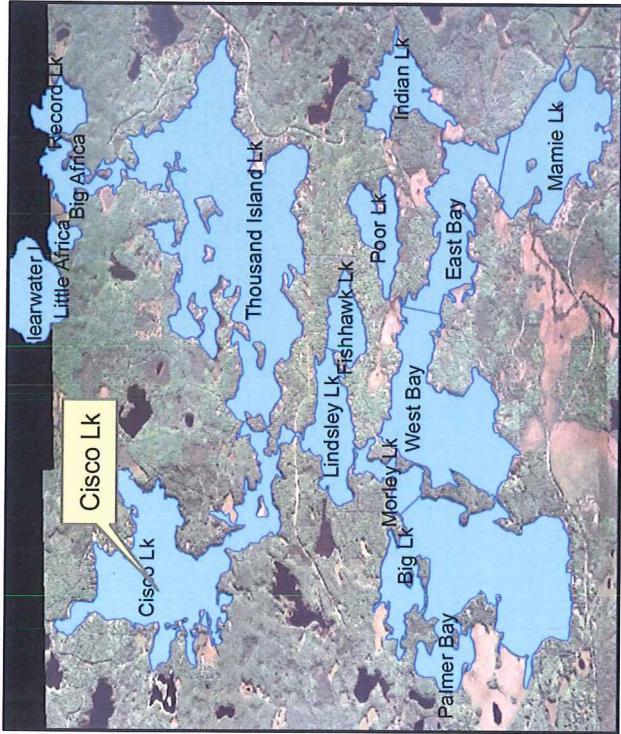 Cisco Lk
Cisco Lk
learwater l
Little Africa
Big Africa
Record Lk
Thousand Island Lk
Lindsley Lk
Fishhawk Lk
Poor Lk
Indian Lk
Morley Lk
West Bay
East Bay
Mamie Lk
Big Lk
Palmer Bay